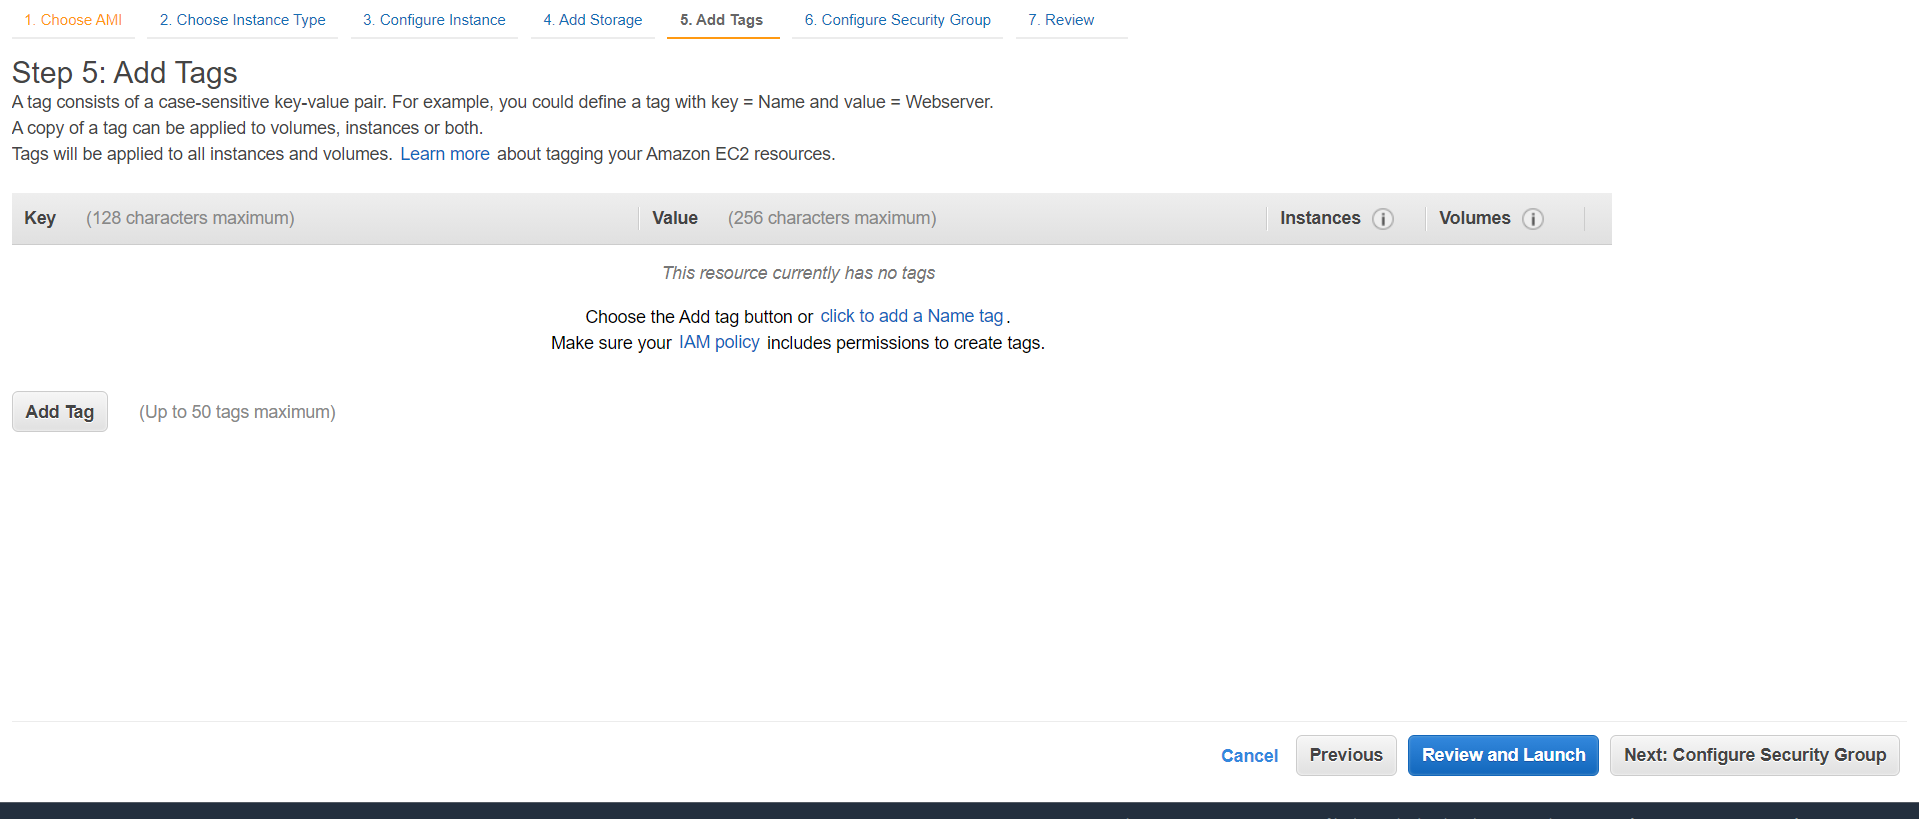 1. Choose AMI 2. Choose Instance Type 3. Configure Instance 4. Add Storage 5. Add Tags 6. Configure Security Group 7. Review
Step 5: Add Tags
A tag consists of a case-sensitive key-value pair. For example, you could define a tag with key = Name and value = Webserver.
A copy of a tag can be applied to volumes, instances or both.
Tags will be applied to all instances and volumes. Learn more about tagging your Amazon EC2 resources.
Key (128 characters maximum) Value (256 characters maximum) Instances i Volumes i
This resource currently has no tags
Choose the Add tag button or click to add a Name tag.
Make sure your IAM policy includes permissions to create tags.
Add Tag (Up to 50 tags maximum)
Cancel Previous Review and Launch Next: Configure Security Group